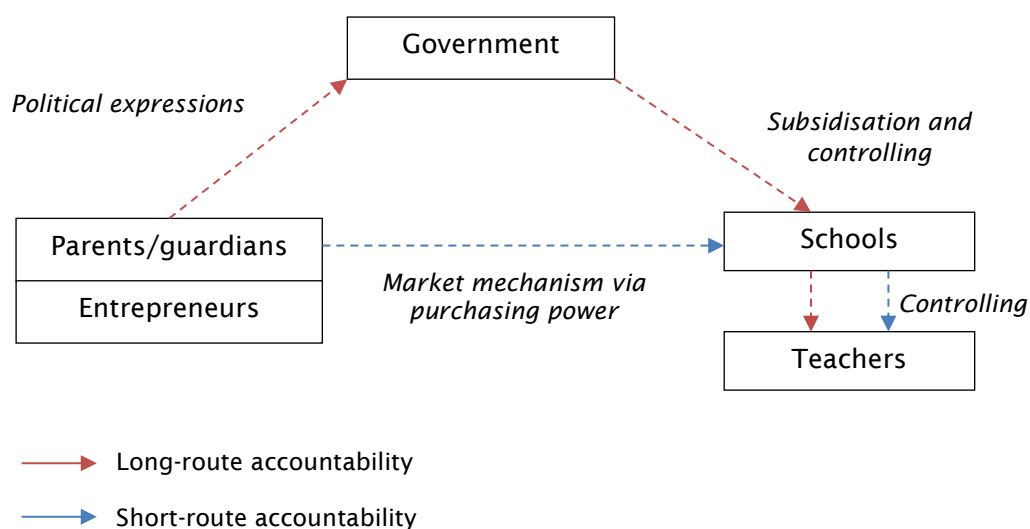 Government
Political expressions
Subsidisation and
controlling
Parents/guardians
Schools
Market mechanism via
purchasing power
Entrepreneurs
Controlling
Teachers
Long-route accountability
Short-route accountability